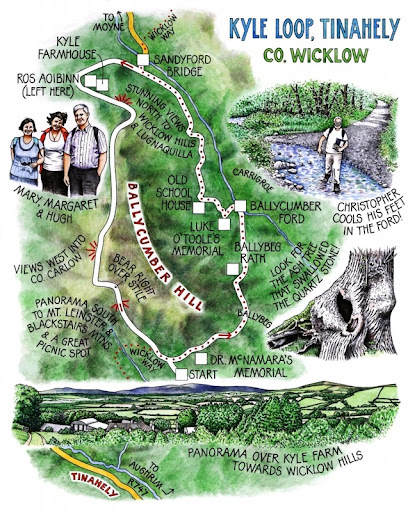 KYLE LOOP, TINAHELY
CO. WICKLOW
TO
MOYNE
WICKLOW
WAY
KYLE
FARMHOUSE
SANDYFORD
BRIDGE
ROS AOIBINN
(LEFT HERE)
STUNNING VIEWS
NORTH TO
WICKLOW HILLS
& LUGNAQUILLA
MARY MARGARET
& HUGH
OLD
SCHOOL
HOUSE
CARRIGROE
BALLYCUMBER
FORD
CHRISTOPHER
COOLS HIS FEET
IN THE FORD!
LUKE
O'TOOLE'S
MEMORIAL
BALLYCUMBER HILL
BALLYBEG
RATH
LOOK FOR
THE ASH TREE
THAT SWALLOWED
THE QUARTZ STONE!
VIEWS WEST INTO
CO. CARLOW
BEAR RIGHT
OVER STILE
PANORAMA SOUTH
TO MT. LEINSTER &
BLACKSTAIRS MTNS
& A GREAT
PICNIC SPOT
BALLYBEG
WICKLOW
WAY
DR. McNAMARA'S
MEMORIAL
START
PANORAMA OVER KYLE FARM
TOWARDS WICKLOW HILLS
TO
AUGHRIM
R747
TINAHELY